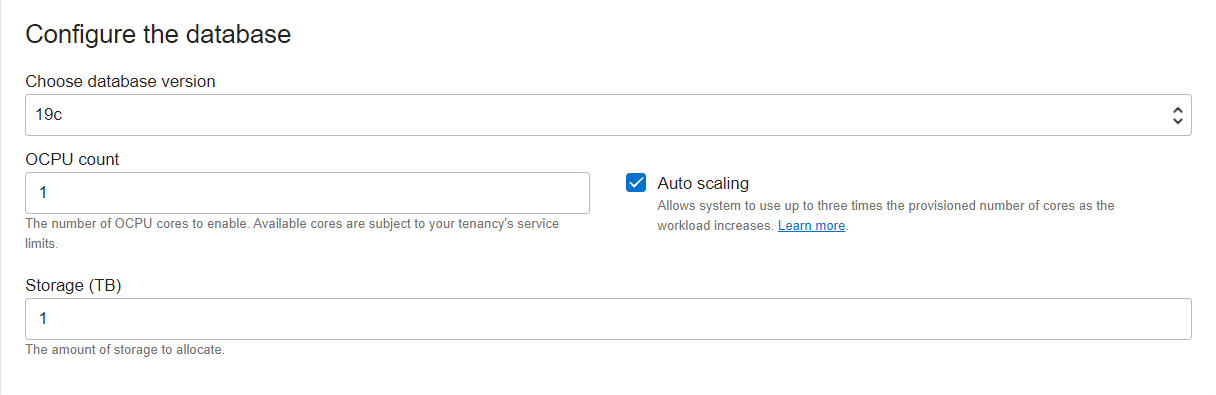 Configure the database
Choose database version
19c
OCPU count
1
The number of OCPU cores to enable. Available cores are subject to your tenancy's service
limits.
Auto scaling
Allows system to use up to three times the provisioned number of cores as the
workload increases. Learn more.
Storage (TB)
1
The amount of storage to allocate.